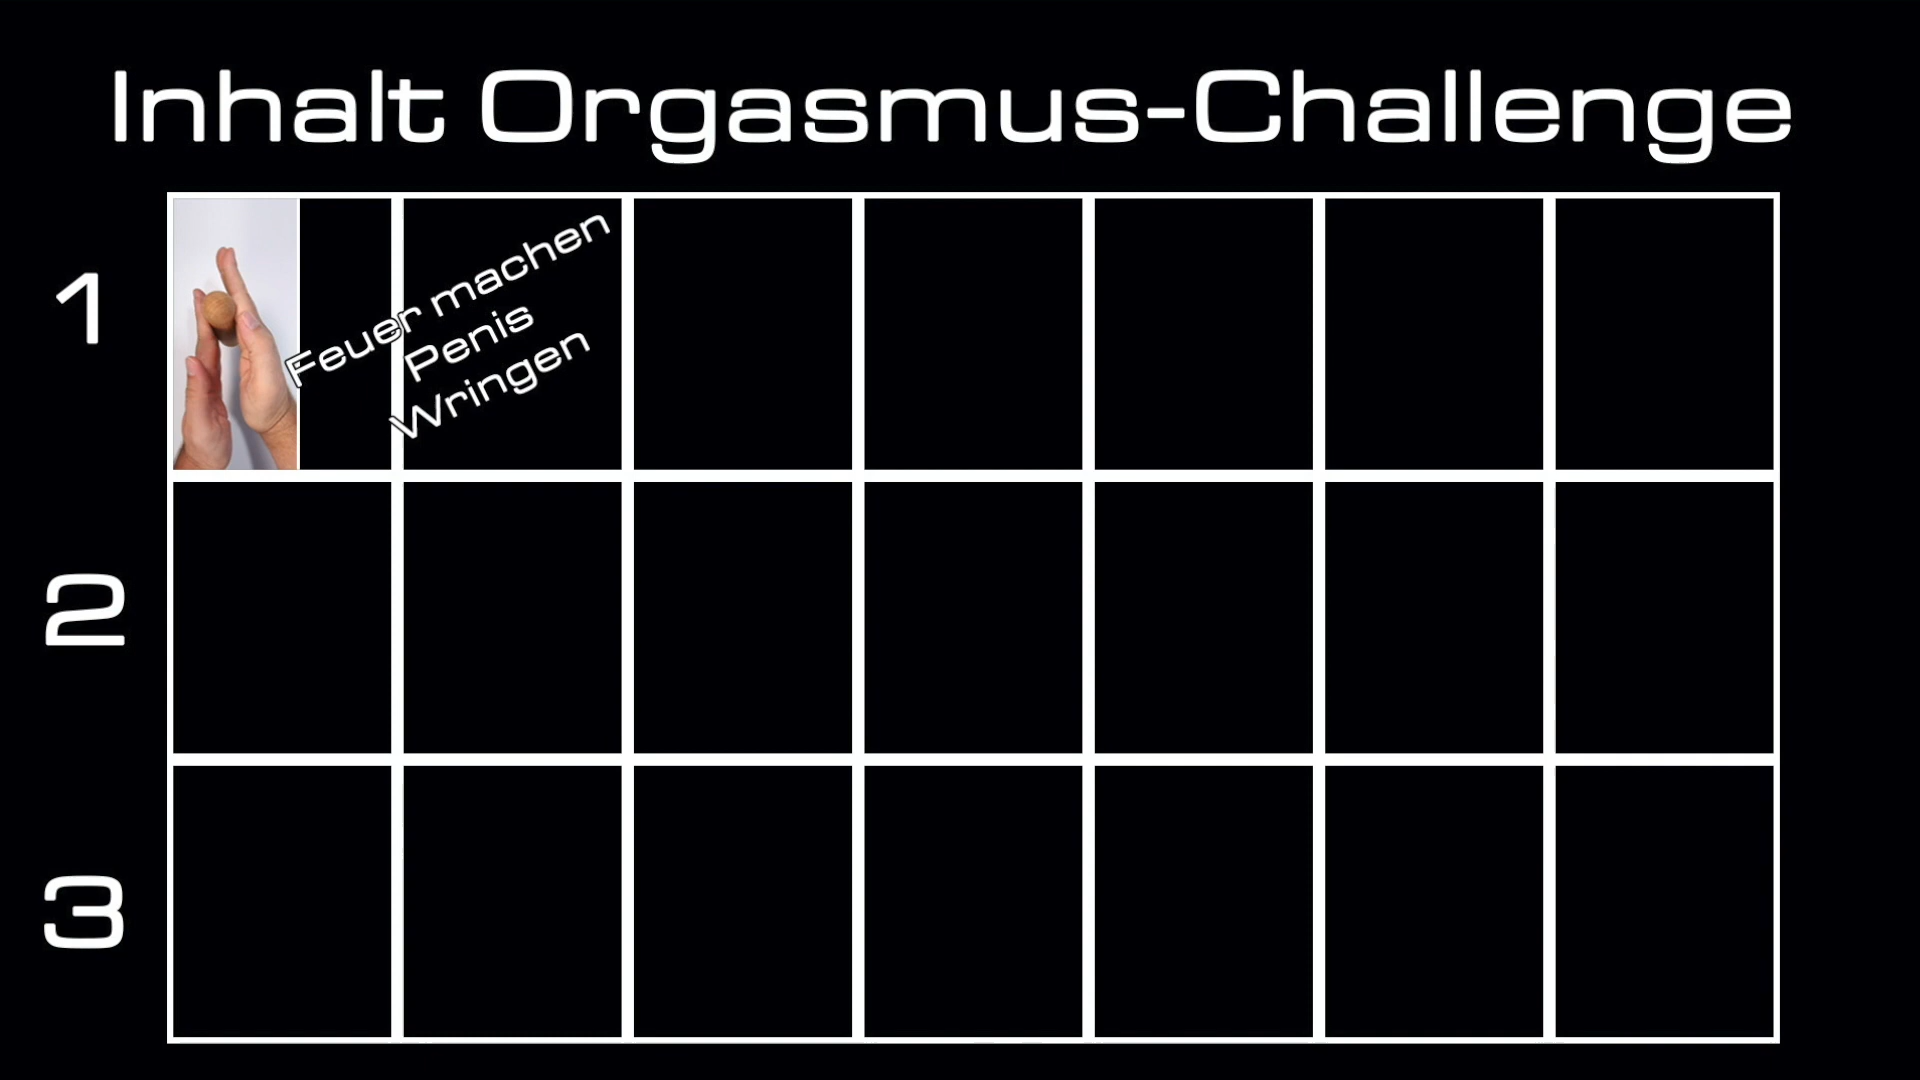 Inhalt Orgasmus-Challenge
1
Feuer machen
Penis
Wringen
2
3